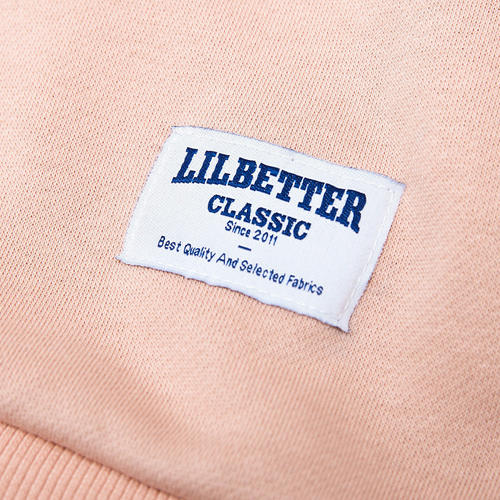 LILBETTER
CLASSIC
Since 2011
Best Quality And Selected Fabrics